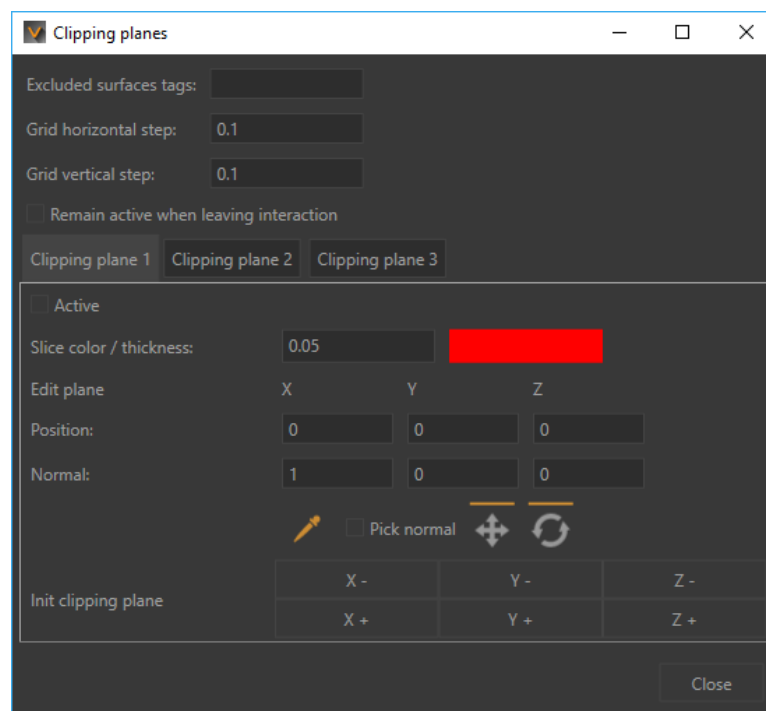 Clipping planes
Excluded surfaces tags:
Grid horizontal step: 0.1
Grid vertical step: 0.1
Remain active when leaving interaction
Clipping plane 1 Clipping plane 2 Clipping plane 3
Active
Slice color / thickness: 0.05
Edit plane X Y Z
Position: 0 0 0
Normal: 1 0 0
Pick normal
Init clipping plane
X - Y - Z -
X + Y + Z +
Close